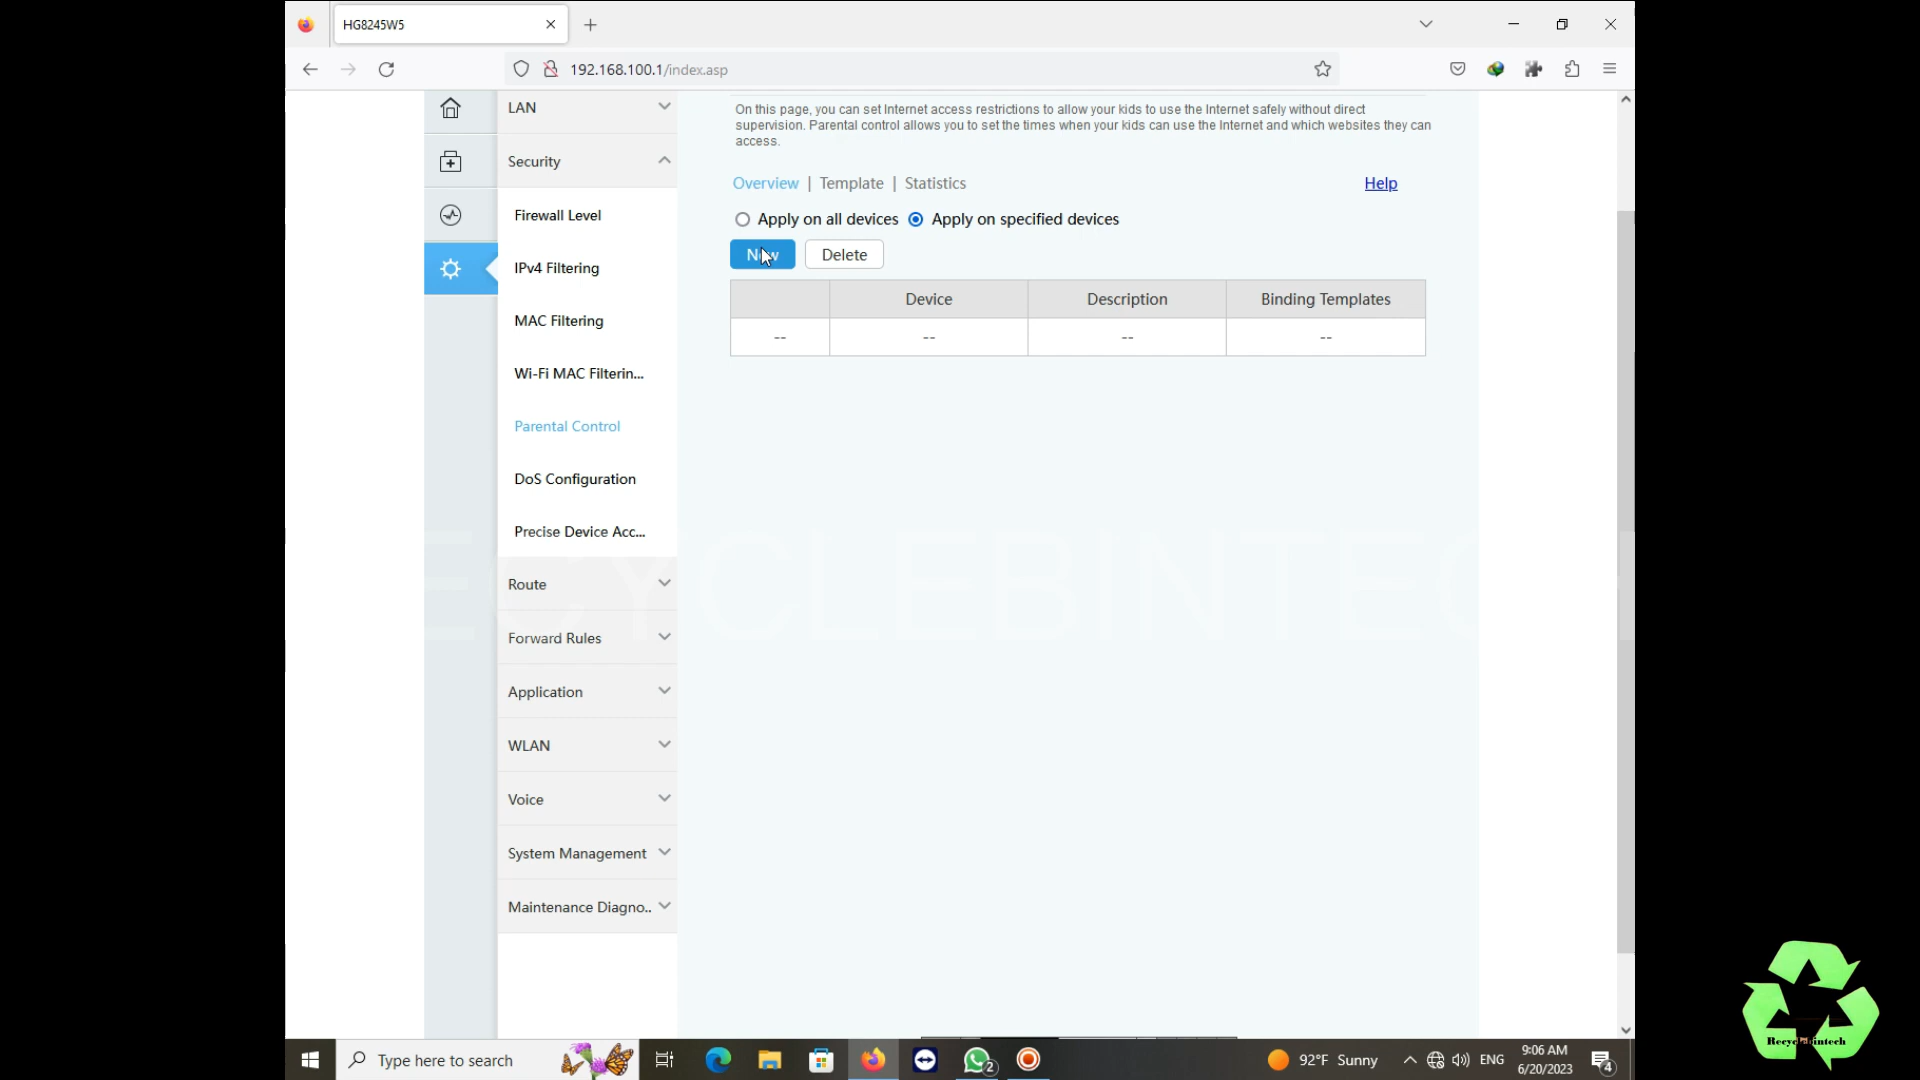 HG8245W5
192.168.100.1/index.asp
LAN
Security
Firewall Level
IPv4 Filtering
MAC Filtering
Wi-Fi MAC Filterin...
Parental Control
DoS Configuration
Precise Device Acc...
Route
Forward Rules
Application
WLAN
Voice
System Management
Maintenance Diagno..
On this page, you can set Internet access restrictions to allow your kids to use the Internet safely without direct
supervision. Parental control allows you to set the times when your kids can use the Internet and which websites they can
access.
Overview | Template | Statistics
Help
Apply on all devices Apply on specified devices
New Delete
Device Description Binding Templates
-- -- -- --
ECYCLEBINTEC
Type here to search
2
92°F Sunny
ENG
9:06 AM
6/20/2023
4
Recyclebintech